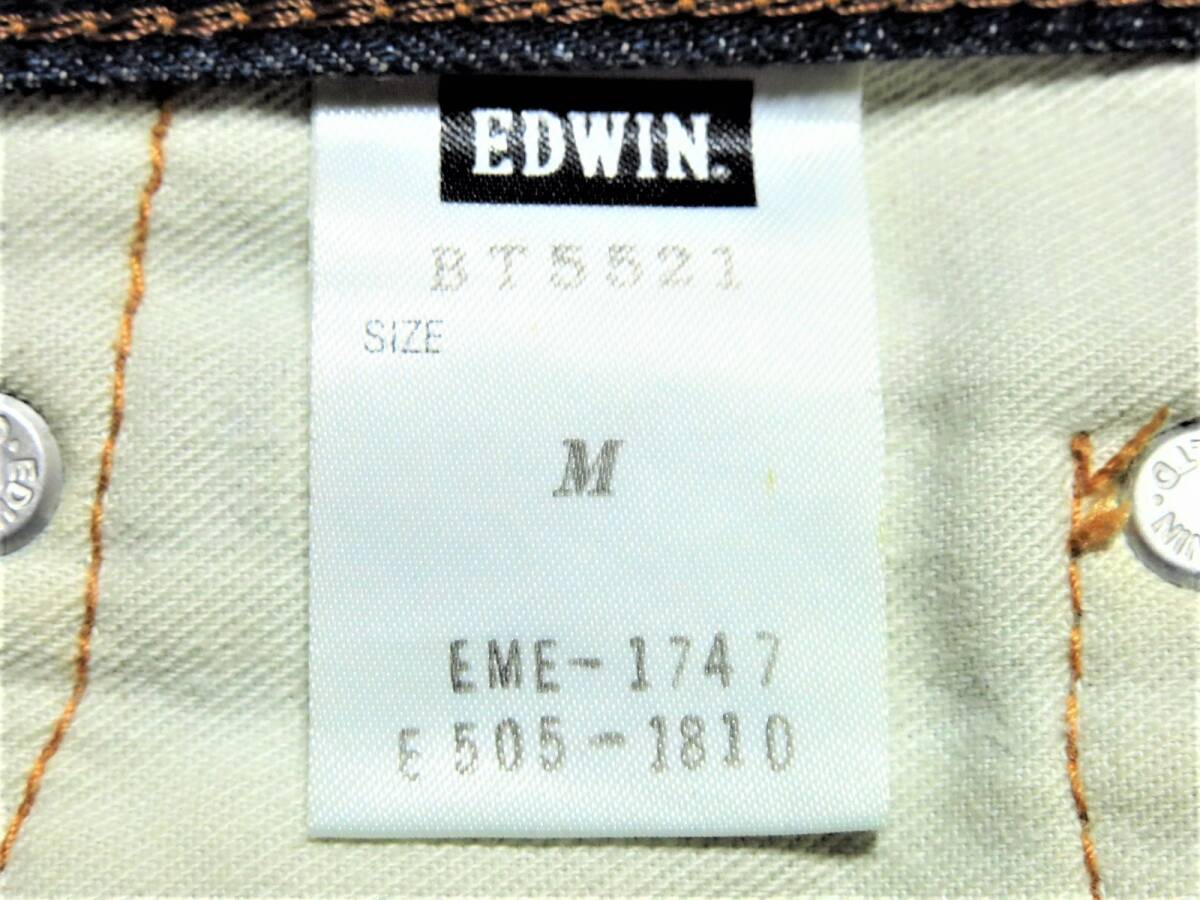 EDWIN.
BT5521
SIZE
M
EME-1747
E505-1810